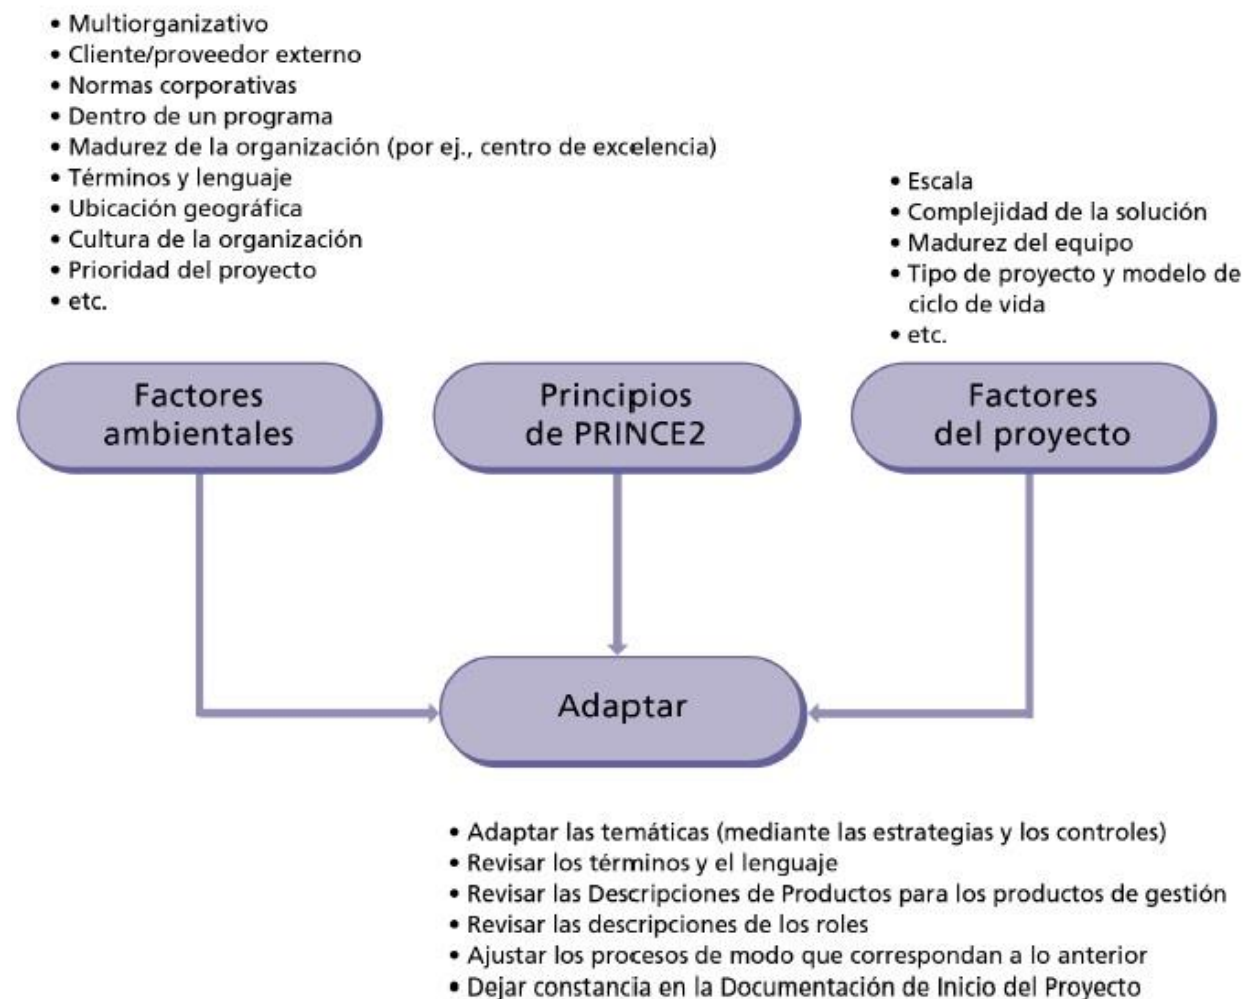 • Multiorganizativo
• Cliente/proveedor externo
• Normas corporativas
• Dentro de un programa
• Madurez de la organización (por ej., centro de excelencia)
• Términos y lenguaje
• Ubicación geográfica
• Cultura de la organización
• Prioridad del proyecto
• etc.
• Escala
• Complejidad de la solución
• Madurez del equipo
• Tipo de proyecto y modelo de
ciclo de vida
• etc.
Factores
ambientales
Principios
de PRINCE2
Factores
del proyecto
Adaptar
• Adaptar las temáticas (mediante las estrategias y los controles)
• Revisar los términos y el lenguaje
• Revisar las Descripciones de Productos para los productos de gestión
• Revisar las descripciones de los roles
• Ajustar los procesos de modo que correspondan a lo anterior
• Dejar constancia en la Documentación de Inicio del Proyecto